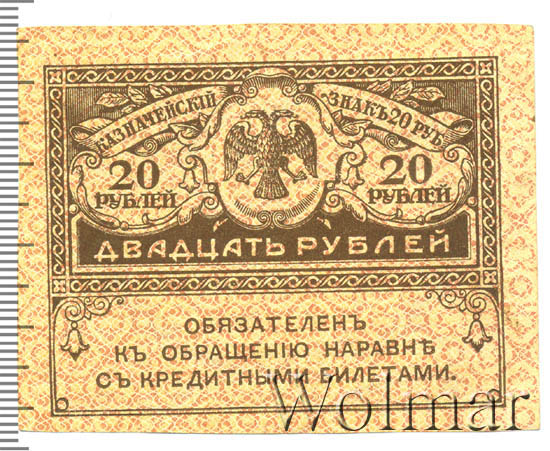 КАЗНАЧЕЙСКІЙ ЗНАКЪ 20 РУБ.
20 РУБЛЕЙ
20 РУБЛЕЙ
ДВАДЦАТЬ РУБЛЕЙ
ОБЯЗАТЕЛЕНЪ
КЪ ОБРАЩЕНІЮ НАРАВНѢ
СЪ КРЕДИТНЫМИ БИЛЕТАМИ.
Wolmar